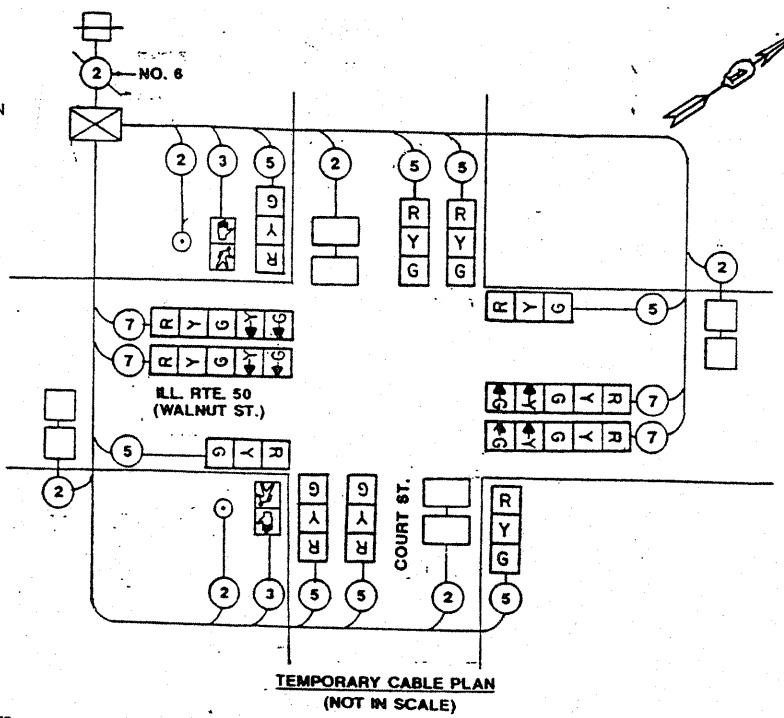 2 NO. 6
N
2 3 5 2 5 5
G Y R
R Y G
R Y G
2
R Y G 5
7 R Y G Y G
7 R Y G Y G
ILL. RTE. 50
(WALNUT ST.)
G Y G Y R 7
G Y G Y R 7
5 G Y R
2
G Y R
G Y R
COURT ST.
R
Y
G
2 3 5 5 2 5
TEMPORARY CABLE PLAN
(NOT IN SCALE)